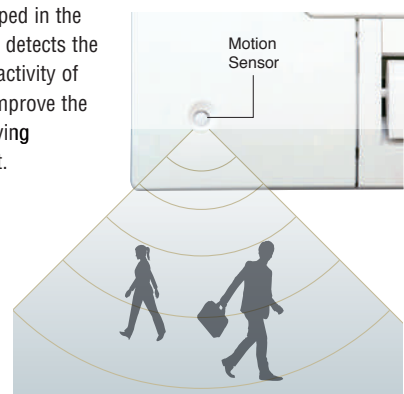 ped in the
detects the
activity of
mprove the
ving
t.
Motion
Sensor